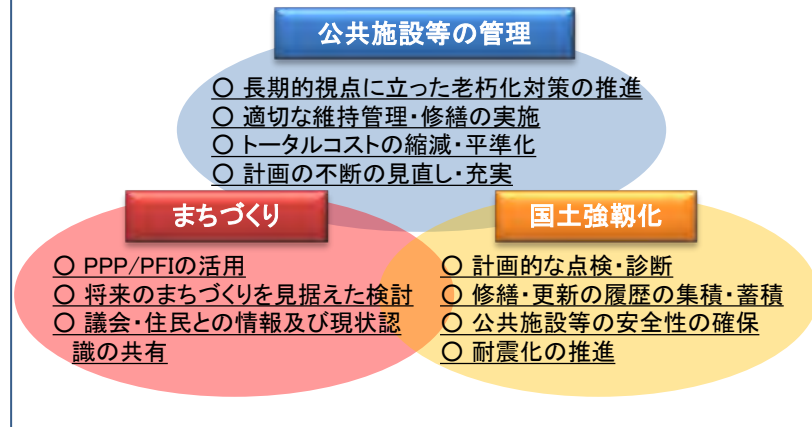 公共施設等の管理
○ 長期的視点に立った老朽化対策の推進
○ 適切な維持管理・修繕の実施
○ トータルコストの縮減・平準化
○ 計画の不断の見直し・充実
まちづくり
○ PPP/PFIの活用
○ 将来のまちづくりを見据えた検討
○ 議会・住民との情報及び現状認
識の共有
国土強靱化
○ 計画的な点検・診断
○ 修繕・更新の履歴の集積・蓄積
○ 公共施設等の安全性の確保
○ 耐震化の推進